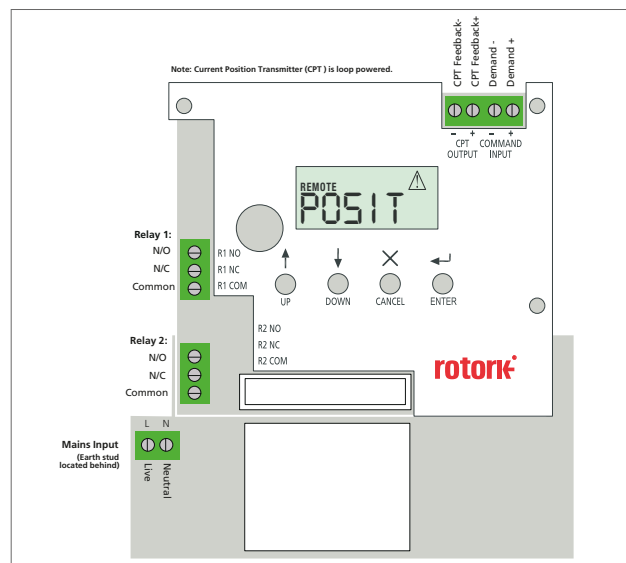 CPT Feedback-
CPT Feedback+
Demand -
Demand +
Note: Current Position Transmitter (CPT ) is loop powered.
– + – +
CPT OUTPUT
COMMAND INPUT
REMOTE
POSIT
Relay 1:
N/O
N/C
Common
R1 NO
R1 NC
R1 COM
UP
DOWN
CANCEL
ENTER
Relay 2:
N/O
N/C
Common
R2 NO
R2 NC
R2 COM
rotork
L N
Mains Input
(Earth stud
located behind)
Live
Neutral